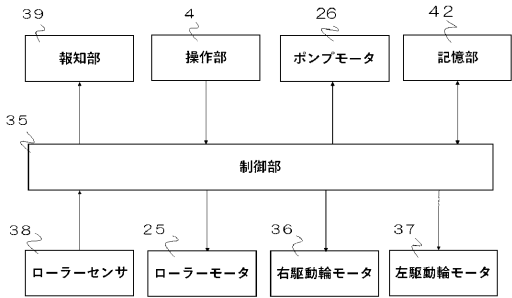 39 4 26 42
報知部 操作部 ポンプモータ 記憶部
35
制御部
38 25 36 37
ローラーセンサ ローラーモータ 右駆動輪モータ 左駆動輪モータ